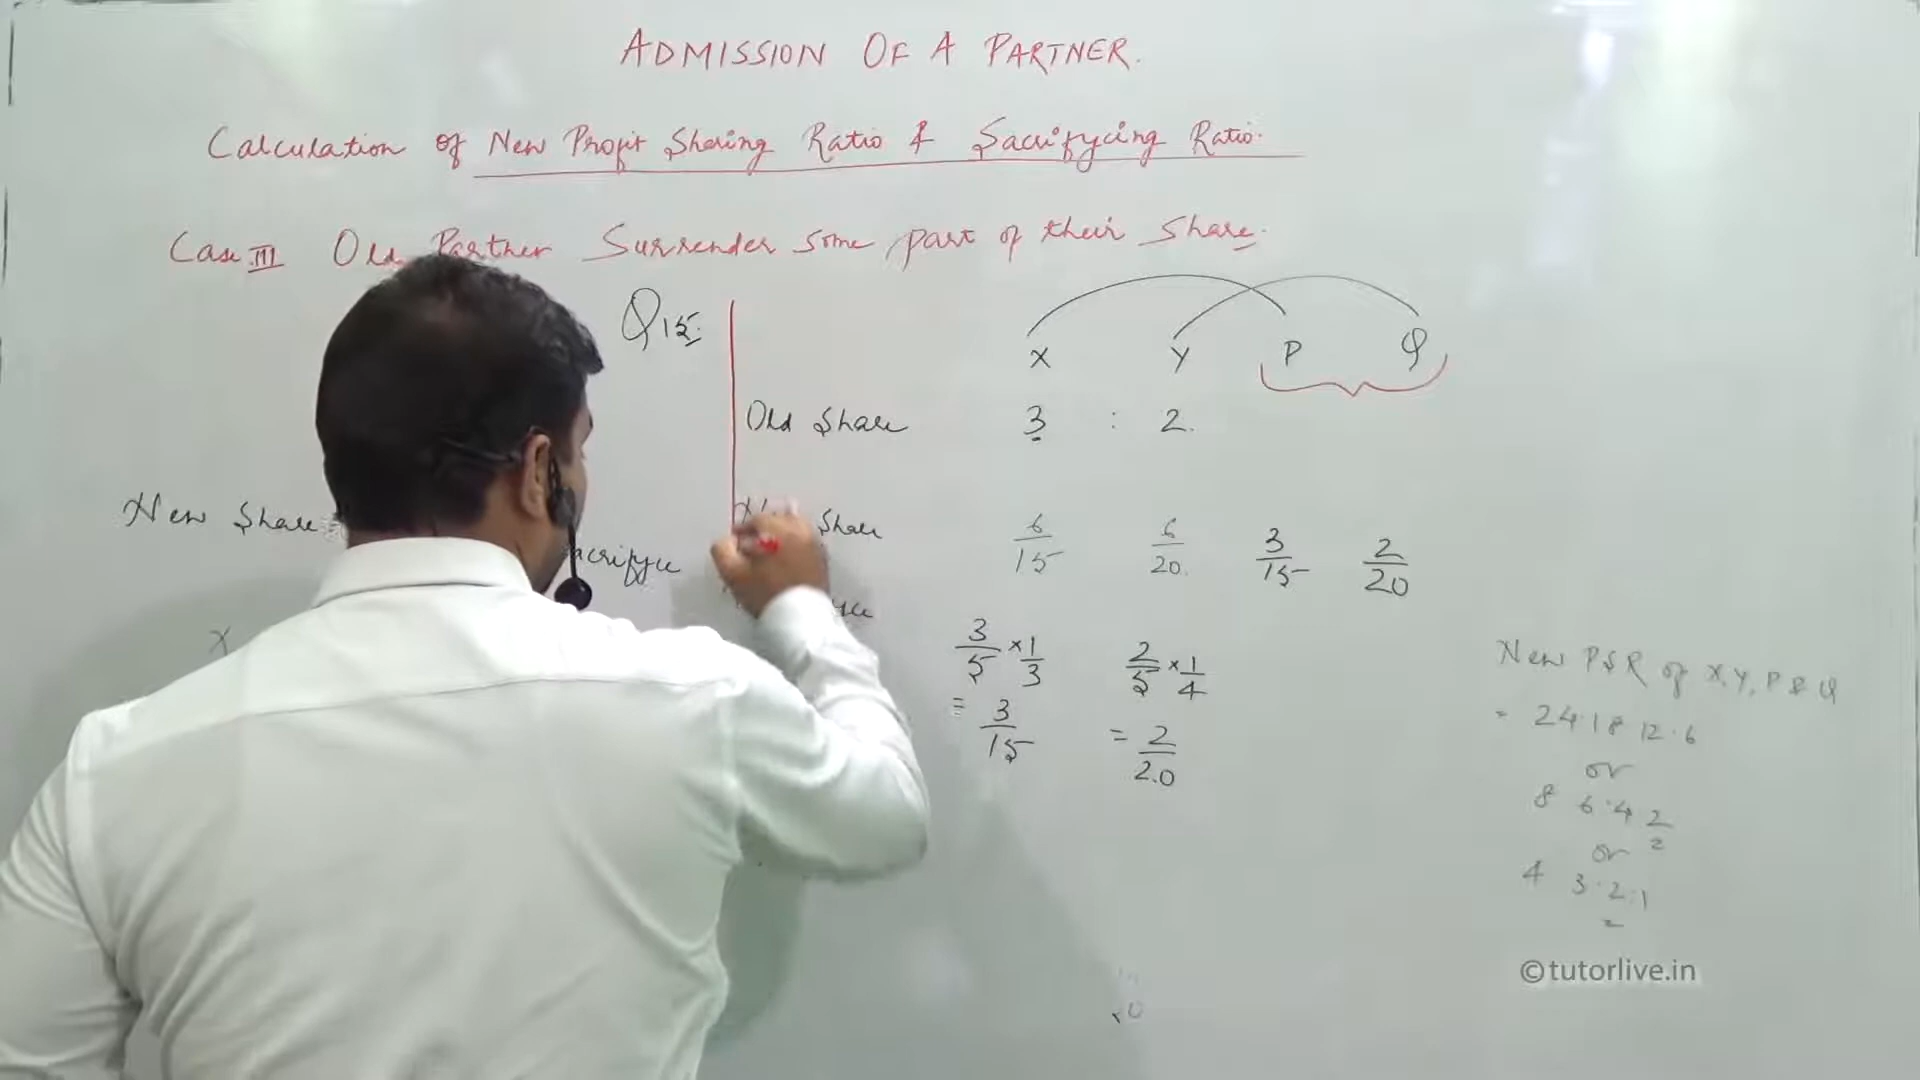 ADMISSION OF A PARTNER.
Calculation of New Profit Sharing Ratio & Sacrifycing Ratio.
Case III Old Partner Surrender some part of their share.
Q15.
X Y P Q
Old Share 3 : 2.
New Share
Share 6/15 6/20. 3/15 2/20
acrifyce
X
3/5 × 1/3 2/5 × 1/4
= 3/15 = 2/20
New PSR of X, Y, P & Q
= 24 18 12 6
or
8 6 4 2
or
4 3 2 1
©tutorlive.in